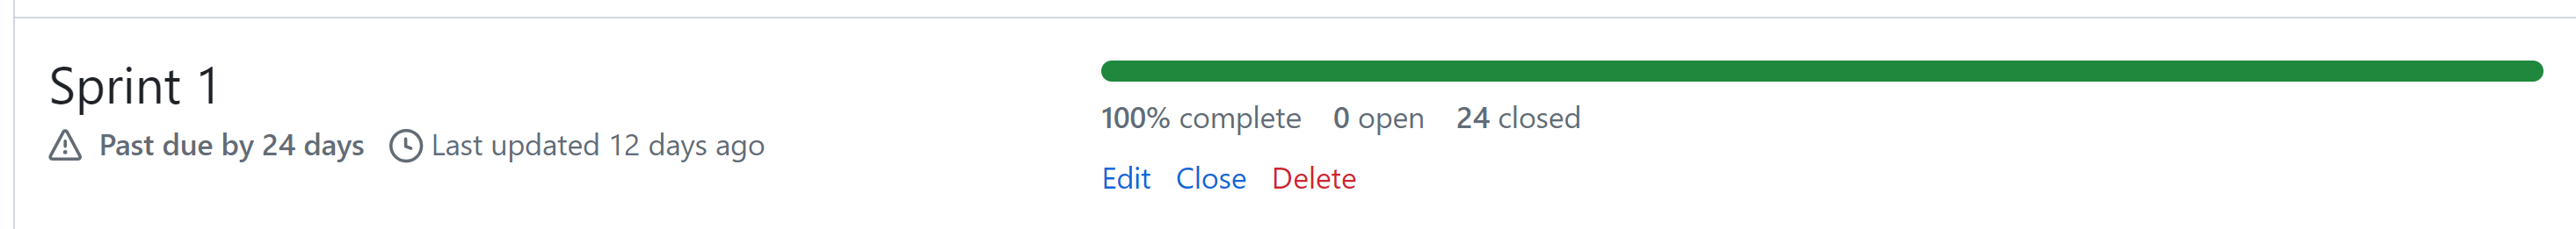 Sprint 1
Past due by 24 days Last updated 12 days ago
100% complete 0 open 24 closed
Edit Close Delete